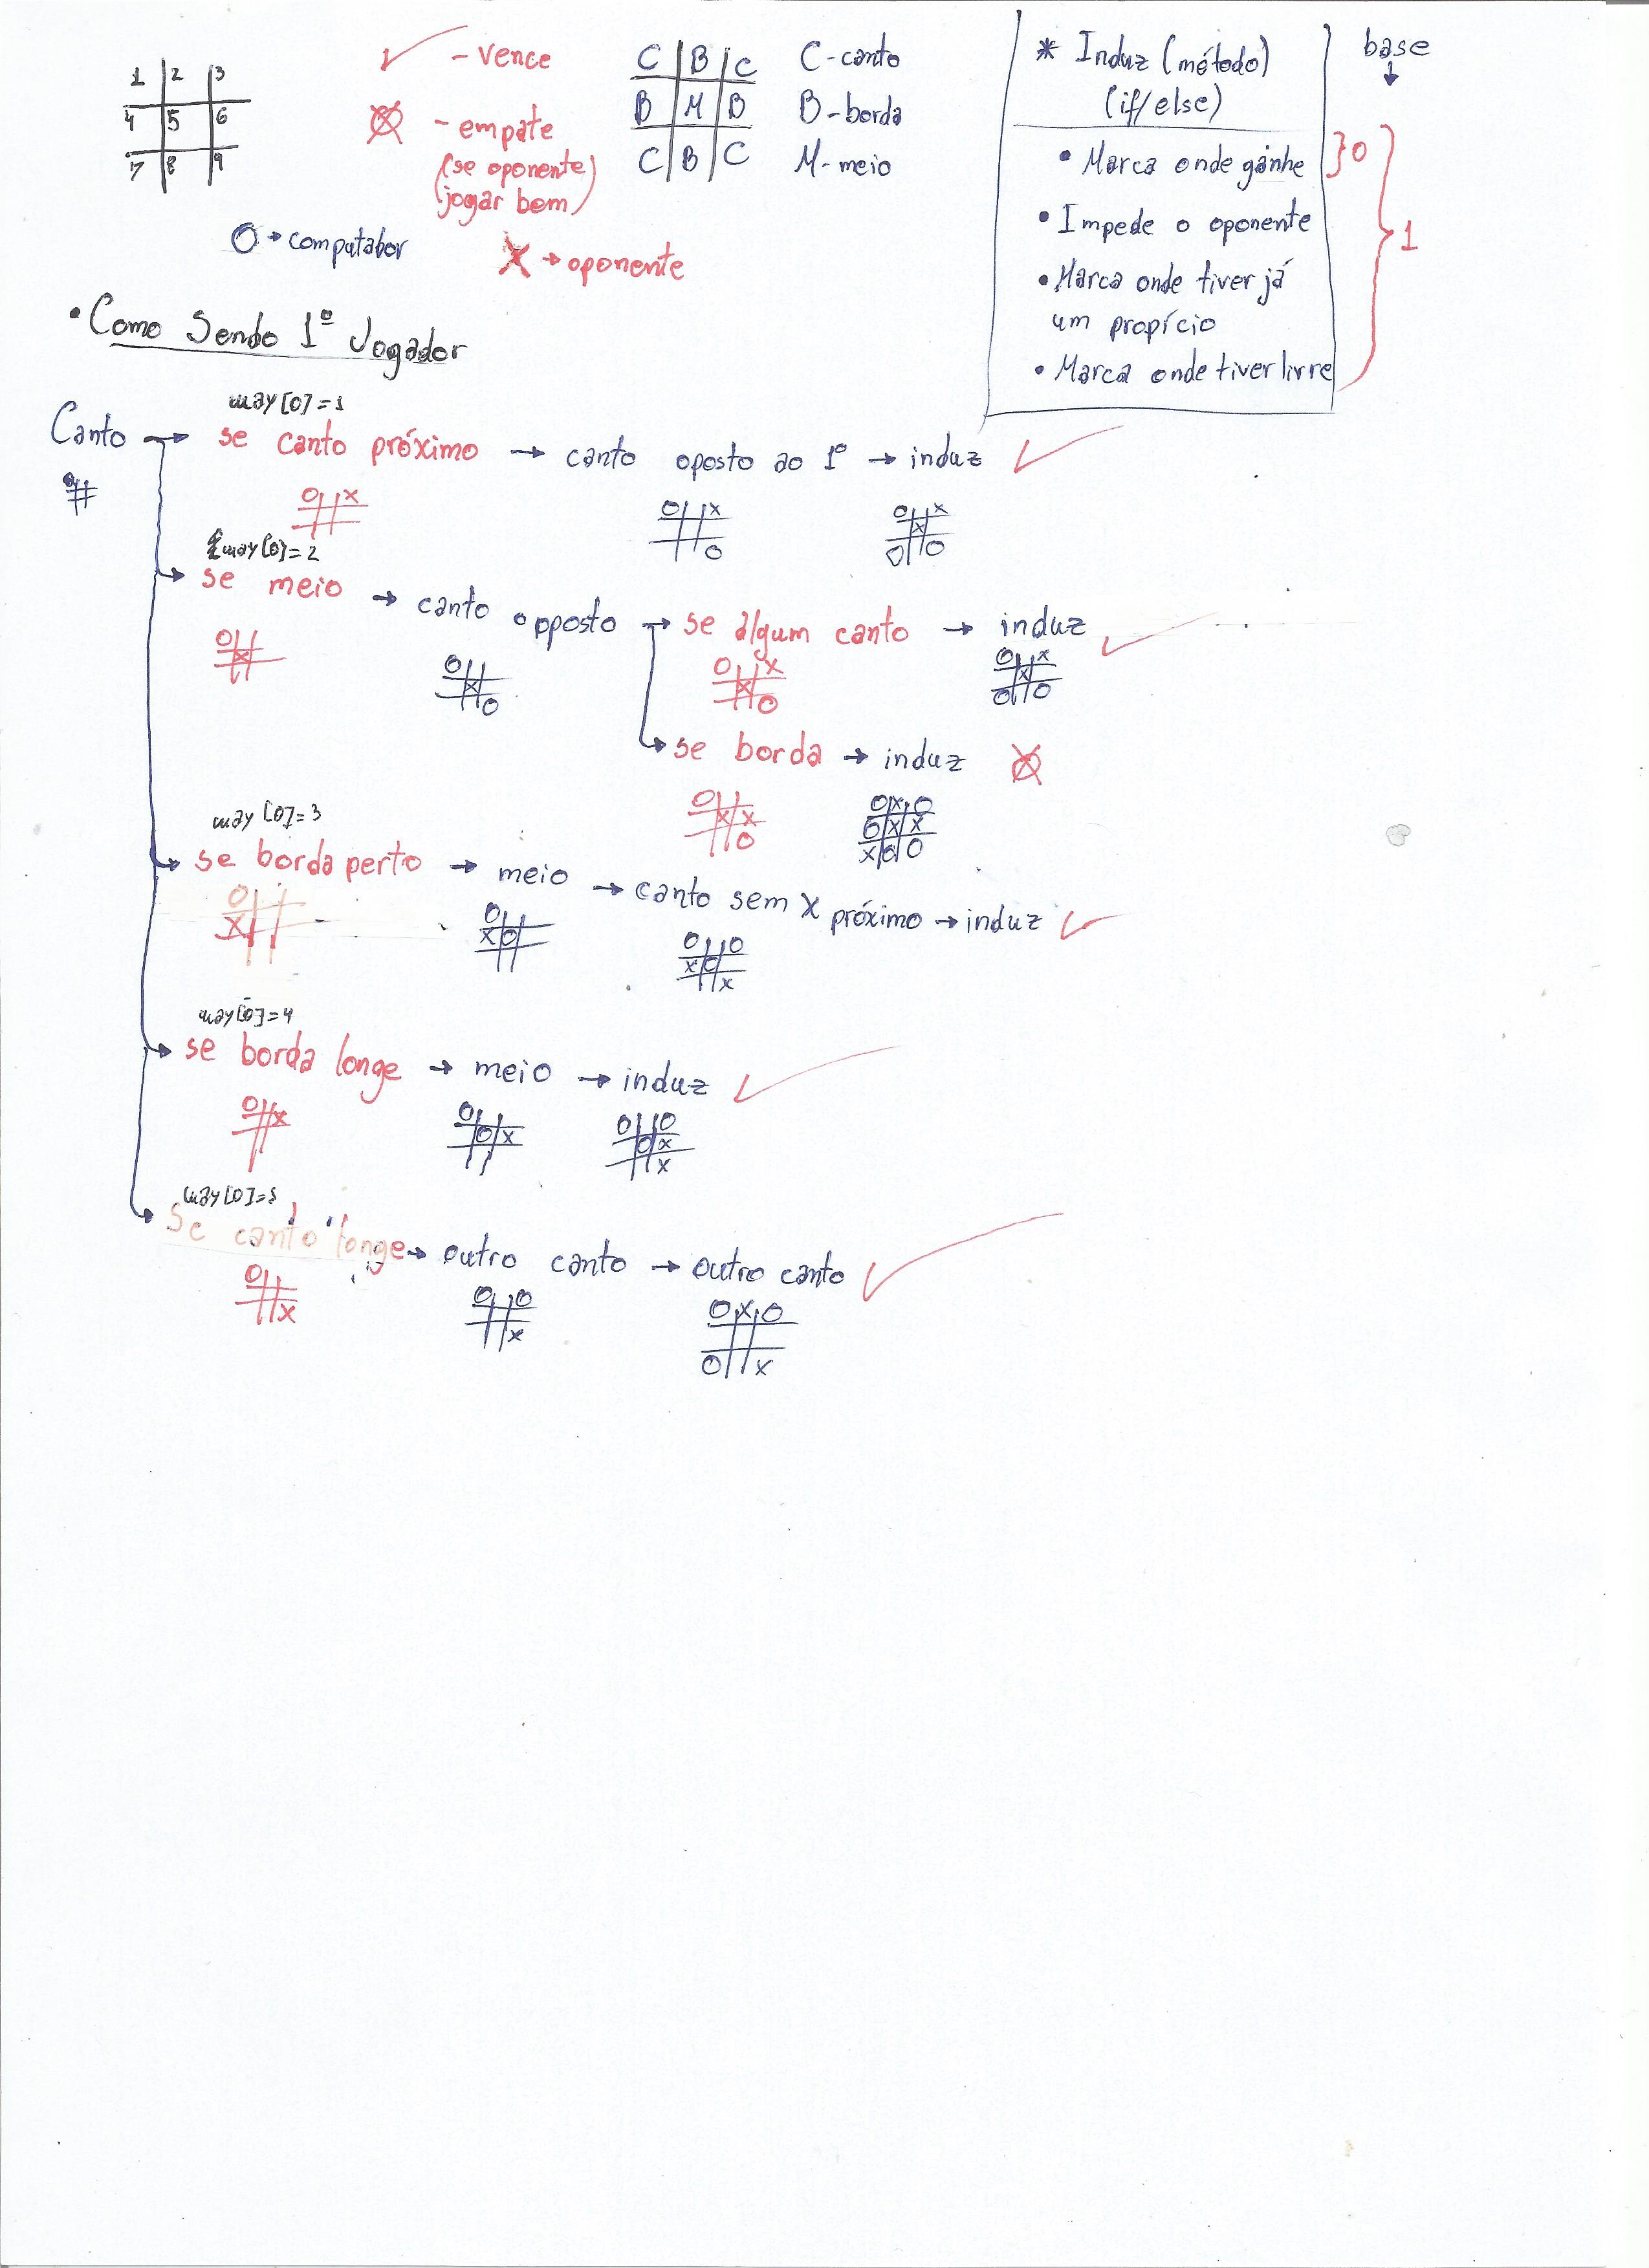 1 2 3
4 5 6
7 8 9
✓ - vence
- empate
(se oponente
jogar bem)
C B C
B M B
C B C
C-canto
B-borda
M-meio
O → computabor
X → oponente
* Induz (método)
(if/else)
• Marca onde ganhe
• Impede o oponente
• Marca onde tiver já
um propício
• Marca onde tiver livre
base
↓
} 0
} 1
• Como Sendo 1º Jogador
way[0]=1
Canto → se canto próximo → canto oposto ao 1º → induz ✓
O X
O X
O
O X
X
O O
way[0]=2
se meio → canto opposto → se algum canto → induz ✓
O
X
O
X
O
O X
X
O
O X
X
O O
se borda → induz
O
X X
O
O X O
O X X
X O O
way[0]=3
se borda perto → meio → canto sem X próximo → induz ✓
O
X
O
X O
O O
X O
X
way[0]=4
se borda longe → meio → induz ✓
O
X
O
O X
O O
O X
X
way[0]=5
se canto longe → outro canto → outro canto ✓
O
X
O O
X
O X O
O X